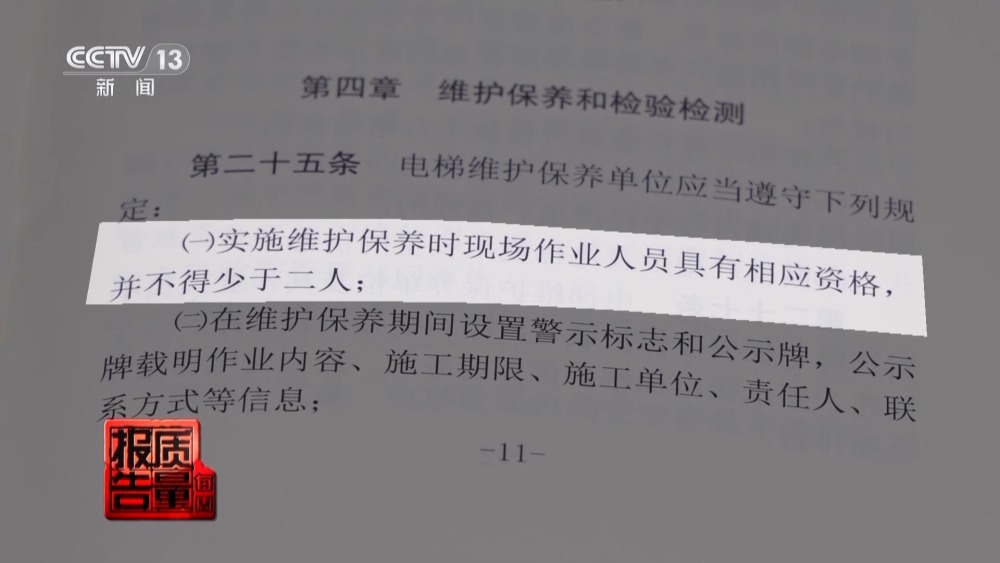 CCTV 13
新闻
第四章 维护保养和检验检测
第二十五条 电梯维护保养单位应当遵守下列规
定：
㈠实施维护保养时现场作业人员具有相应资格，
并不得少于二人；
㈡在维护保养期间设置警示标志和公示牌，公示
牌载明作业内容、施工期限、施工单位、责任人、联
系方式等信息；
-11-
质量
报告